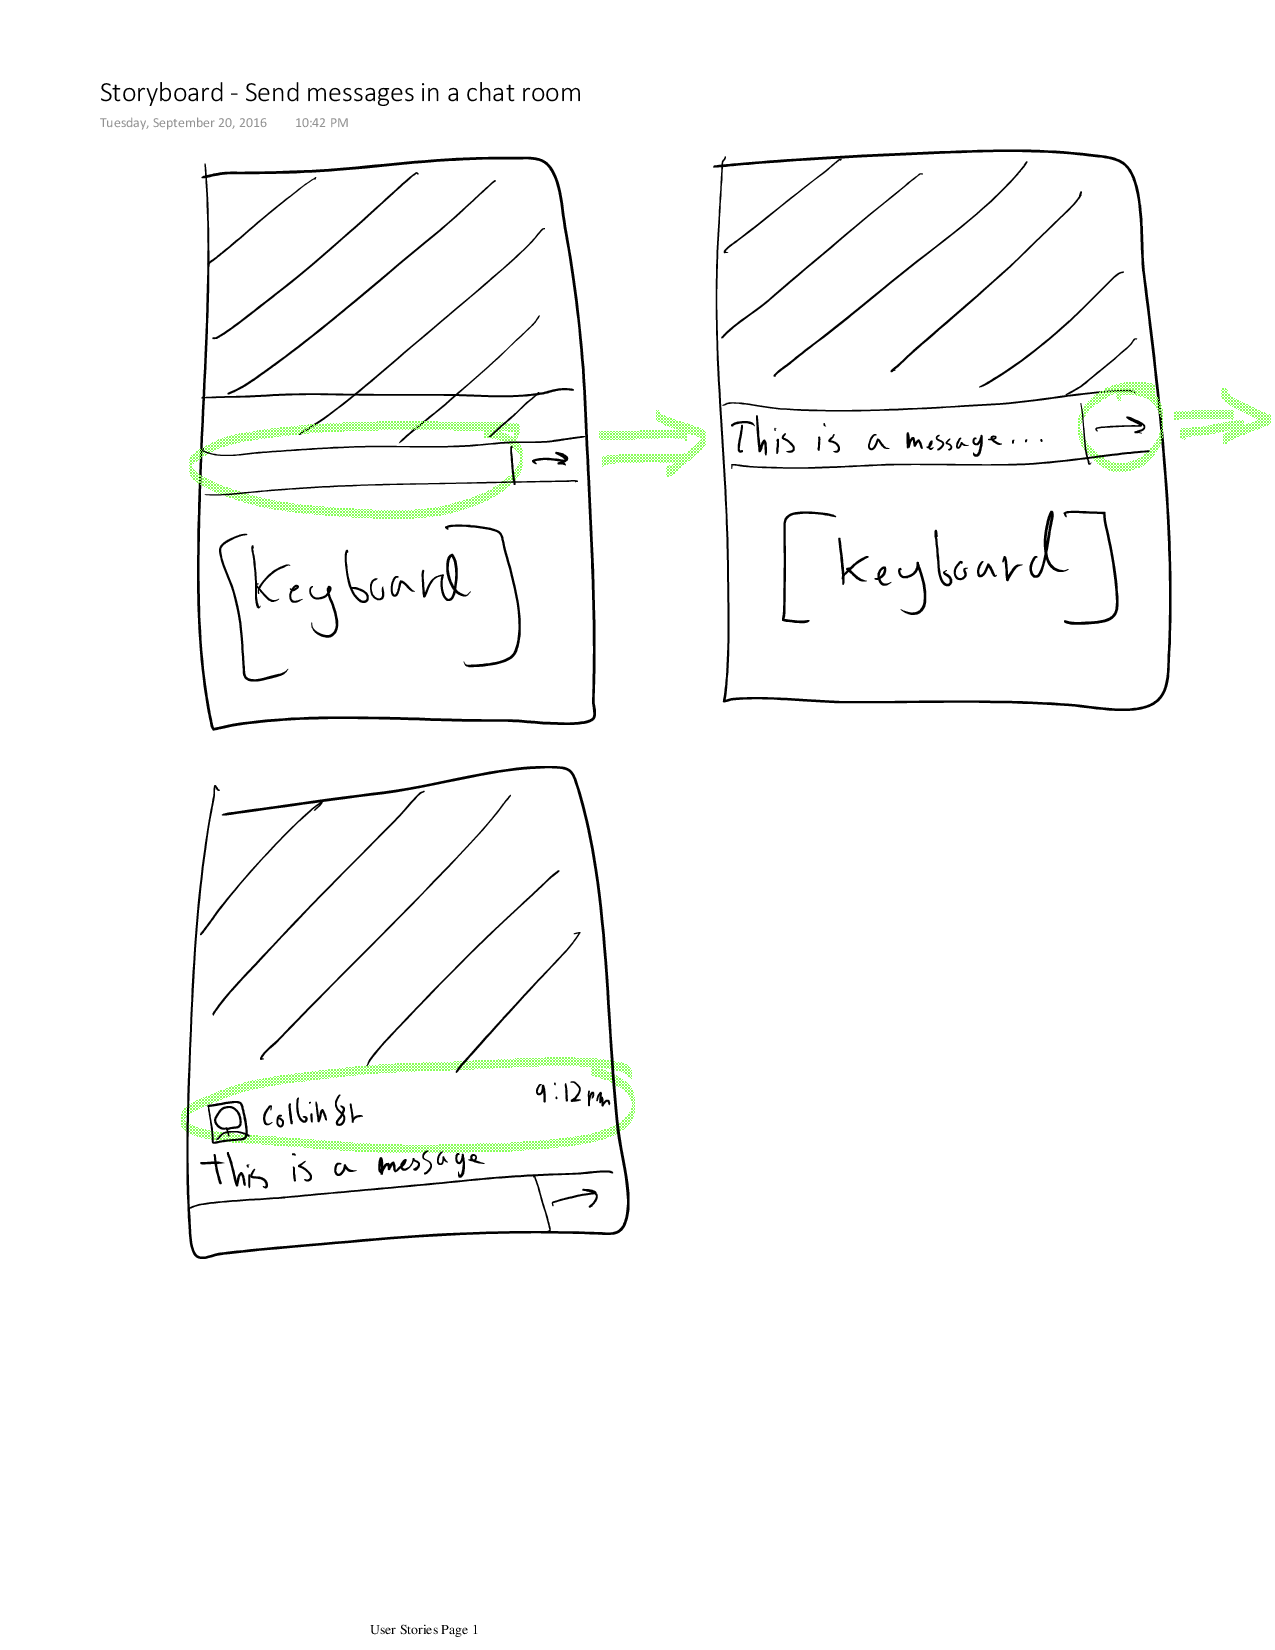 Storyboard - Send messages in a chat room
Tuesday, September 20, 2016 10:42 PM
This is a message...
[Keyboard]
[Keyboard]
9:12pm
this is a message
User Stories Page 1